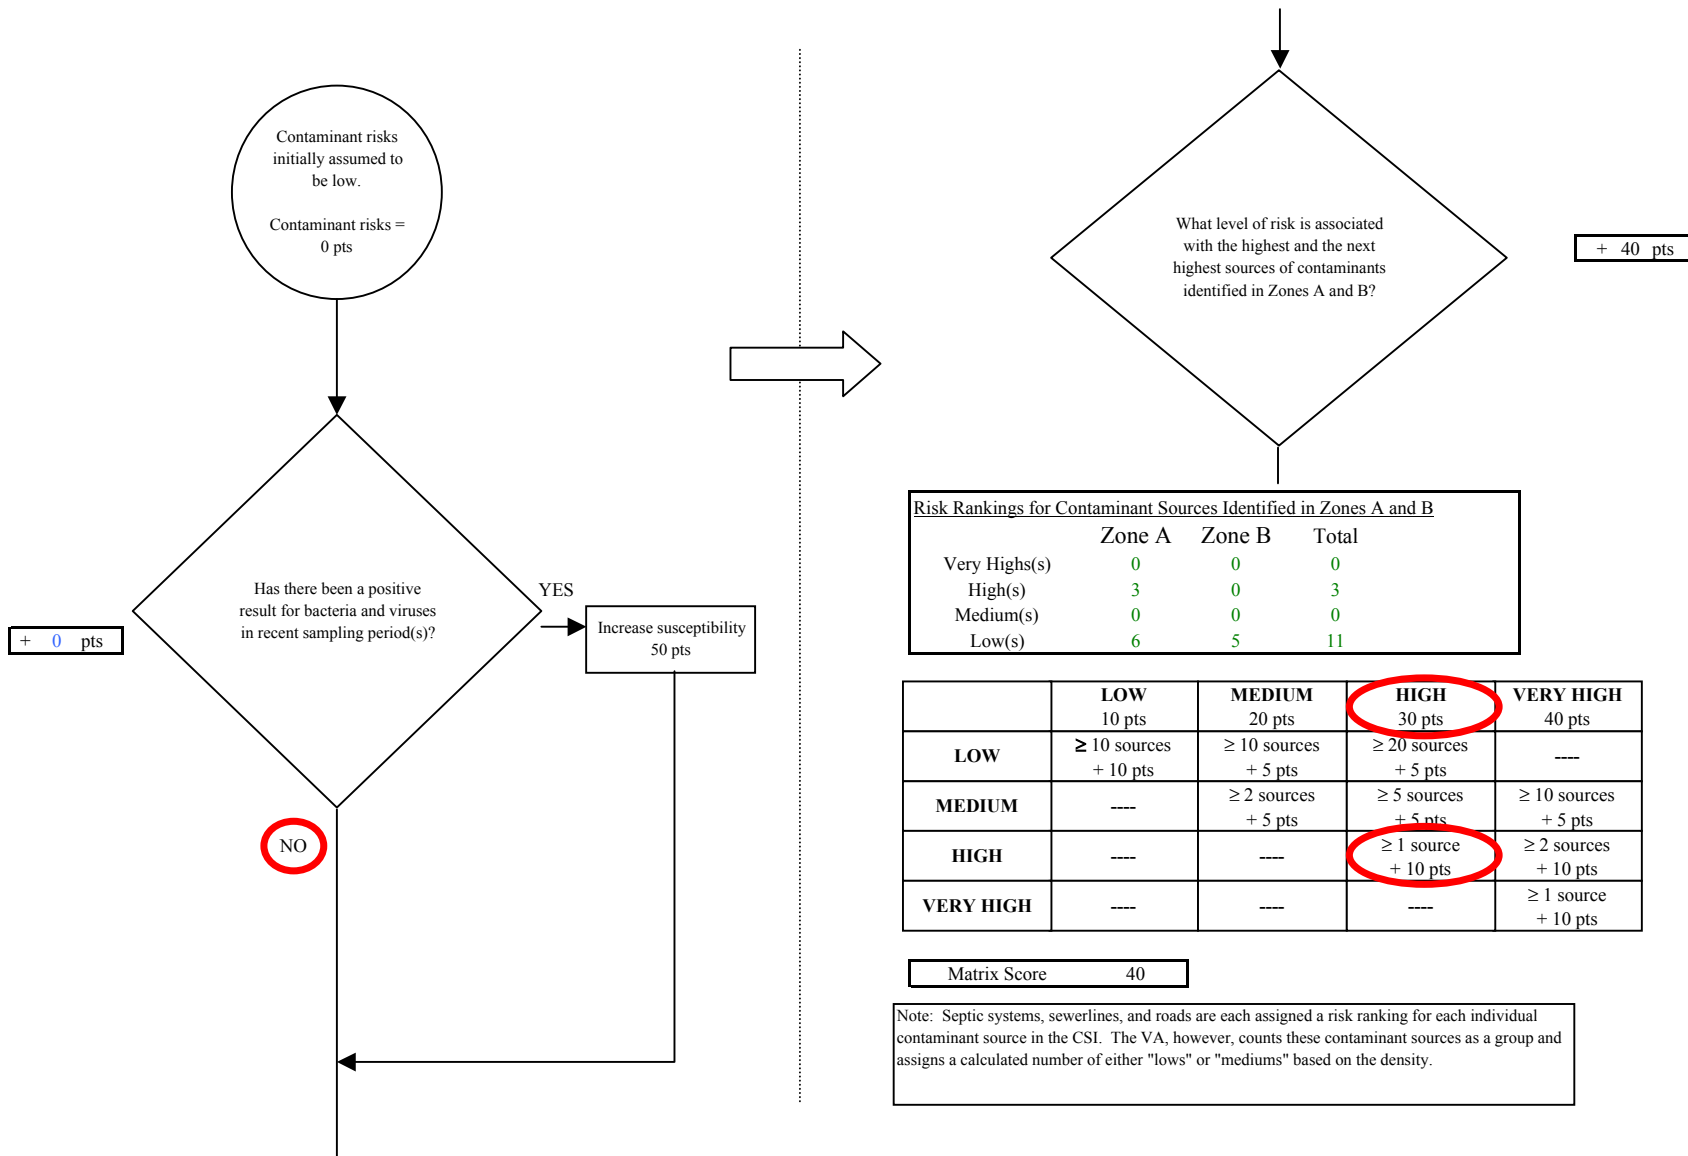 Contaminant risks
initially assumed to
be low.
Contaminant risks =
0 pts
Has there been a positive
result for bacteria and viruses
in recent sampling period(s)?
YES
+ 0 pts
Increase susceptibility
50 pts
NO
What level of risk is associated
with the highest and the next
highest sources of contaminants
identified in Zones A and B?
+ 40 pts
Risk Rankings for Contaminant Sources Identified in Zones A and B
Zone A Zone B Total
Very Highs(s) 0 0 0
High(s) 3 0 3
Medium(s) 0 0 0
Low(s) 6 5 11
LOW MEDIUM HIGH VERY HIGH
10 pts 20 pts 30 pts 40 pts
LOW ≥ 10 sources ≥ 10 sources ≥ 20 sources ----
+ 10 pts + 5 pts + 5 pts
MEDIUM ---- ≥ 2 sources ≥ 5 sources ≥ 10 sources
+ 5 pts + 5 pts + 5 pts
HIGH ---- ---- ≥ 1 source ≥ 2 sources
+ 10 pts + 10 pts
VERY HIGH ---- ---- ---- ≥ 1 source
+ 10 pts
Matrix Score 40
Note: Septic systems, sewerlines, and roads are each assigned a risk ranking for each individual
contaminant source in the CSI. The VA, however, counts these contaminant sources as a group and
assigns a calculated number of either "lows" or "mediums" based on the density.